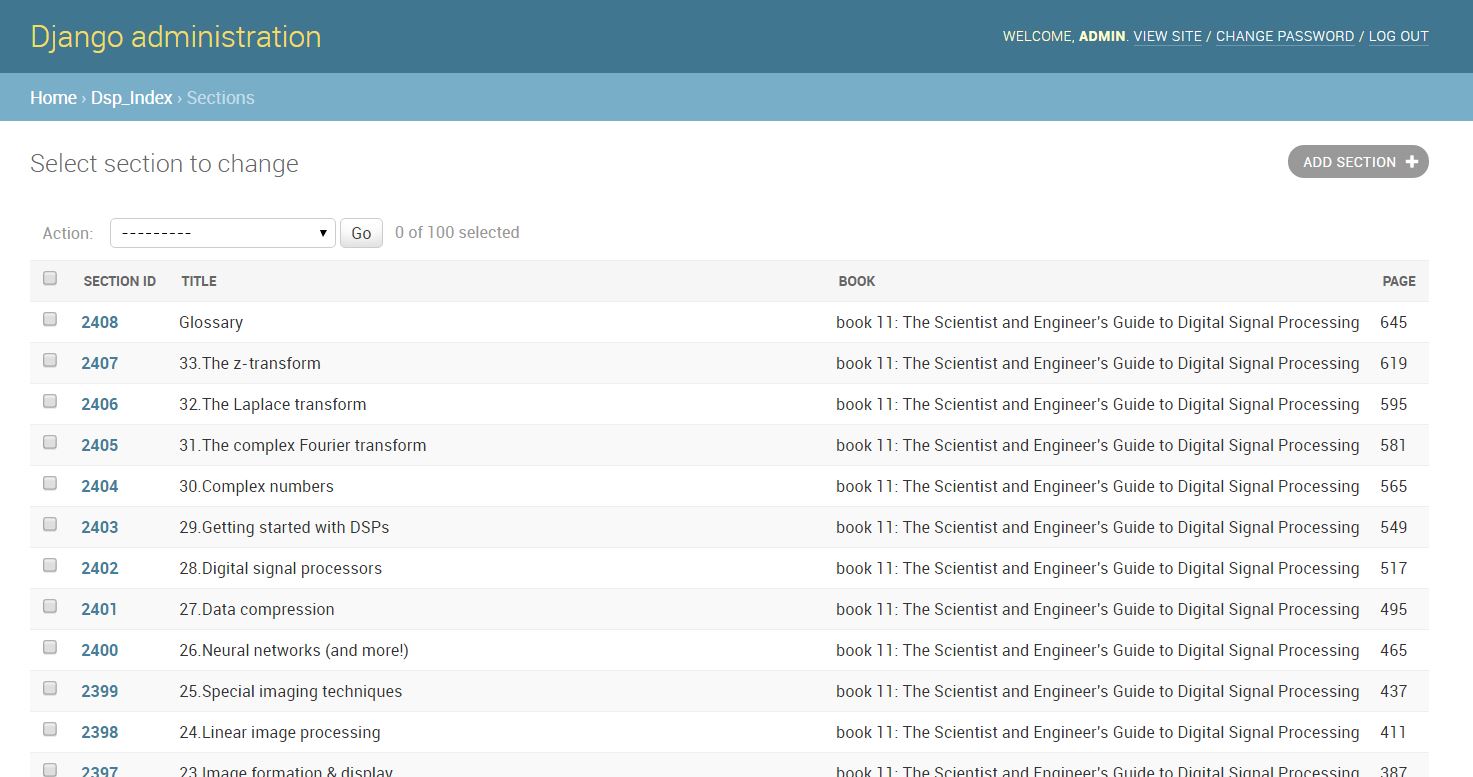 Django administration
WELCOME, ADMIN. VIEW SITE / CHANGE PASSWORD / LOG OUT
Home › Dsp_Index › Sections
Select section to change
ADD SECTION +
Action: --------- Go 0 of 100 selected
SECTION ID TITLE BOOK PAGE
2408 Glossary book 11: The Scientist and Engineer's Guide to Digital Signal Processing 645
2407 33.The z-transform book 11: The Scientist and Engineer's Guide to Digital Signal Processing 619
2406 32.The Laplace transform book 11: The Scientist and Engineer's Guide to Digital Signal Processing 595
2405 31.The complex Fourier transform book 11: The Scientist and Engineer's Guide to Digital Signal Processing 581
2404 30.Complex numbers book 11: The Scientist and Engineer's Guide to Digital Signal Processing 565
2403 29.Getting started with DSPs book 11: The Scientist and Engineer's Guide to Digital Signal Processing 549
2402 28.Digital signal processors book 11: The Scientist and Engineer's Guide to Digital Signal Processing 517
2401 27.Data compression book 11: The Scientist and Engineer's Guide to Digital Signal Processing 495
2400 26.Neural networks (and more!) book 11: The Scientist and Engineer's Guide to Digital Signal Processing 465
2399 25.Special imaging techniques book 11: The Scientist and Engineer's Guide to Digital Signal Processing 437
2398 24.Linear image processing book 11: The Scientist and Engineer's Guide to Digital Signal Processing 411
2397 23.Image formation & display book 11: The Scientist and Engineer's Guide to Digital Signal Processing 387